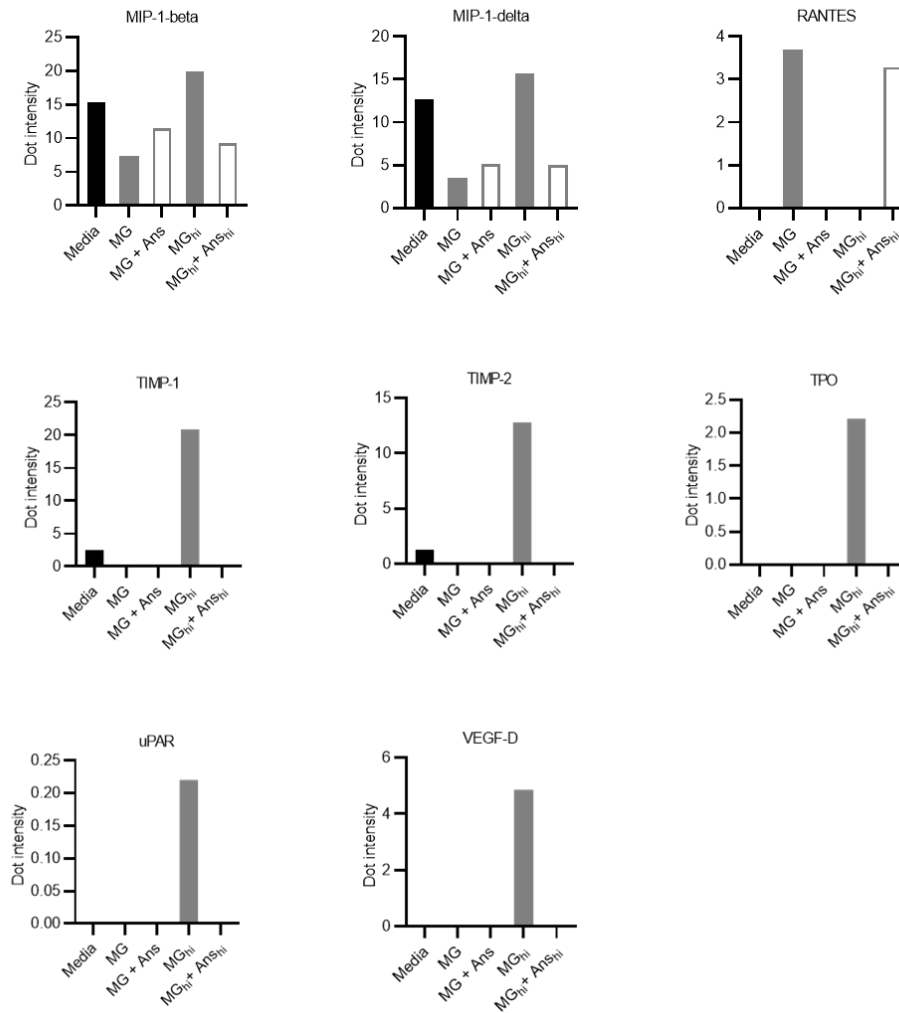 MIP-1-beta
25
20
15
10
5
0
Dot intensity
Media
MG
MG + Ans
MGhi
MGhi+ Anshi
MIP-1-delta
20
15
10
5
0
Dot intensity
Media
MG
MG + Ans
MGhi
MGhi+ Anshi
RANTES
4
3
2
1
0
Dot intensity
Media
MG
MG + Ans
MGhi
MGhi+ Anshi
TIMP-1
25
20
15
10
5
0
Dot intensity
Media
MG
MG + Ans
MGhi
MGhi+ Anshi
TIMP-2
15
10
5
0
Dot intensity
Media
MG
MG + Ans
MGhi
MGhi+ Anshi
TPO
2.5
2.0
1.5
1.0
0.5
0.0
Dot intensity
Media
MG
MG + Ans
MGhi
MGhi+ Anshi
uPAR
0.25
0.20
0.15
0.10
0.05
0.00
Dot intensity
Media
MG
MG + Ans
MGhi
MGhi+ Anshi
VEGF-D
6
4
2
0
Dot intensity
Media
MG
MG + Ans
MGhi
MGhi+ Anshi